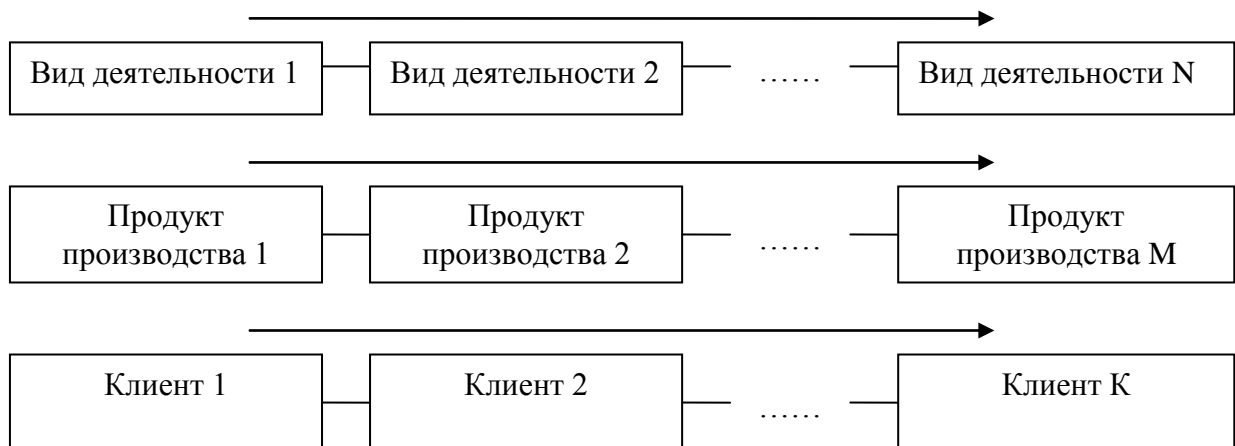 Вид деятельности 1 Вид деятельности 2 ...... Вид деятельности N
Продукт Продукт Продукт
производства 1 производства 2 ...... производства M
Клиент 1 Клиент 2 ...... Клиент K